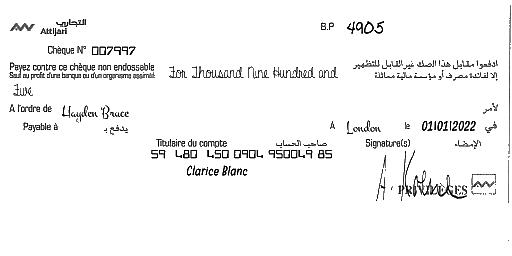 التجاري
Attijari
B.P 4905
Chèque N° 007997
Payez contre ce chèque non endossable
Sauf au profit d'une banque ou d'un organisme assimilé
For Thousand Nine Hundred and
ادفعوا مقابل هذا الصك غير القابل للتظهير
إلا لفائدة مصرف أو مؤسسة مالية مماثلة
Five
A l'ordre de Hayden Bruce
لأمر
Payable à يدفع بـ
A London le 01/01/2022 في
Titulaire du compte صاحب الحساب
Signature(s) الإمضاء
59 480 450 0904 950049 85
Clarice Blanc
PRIVILEGES